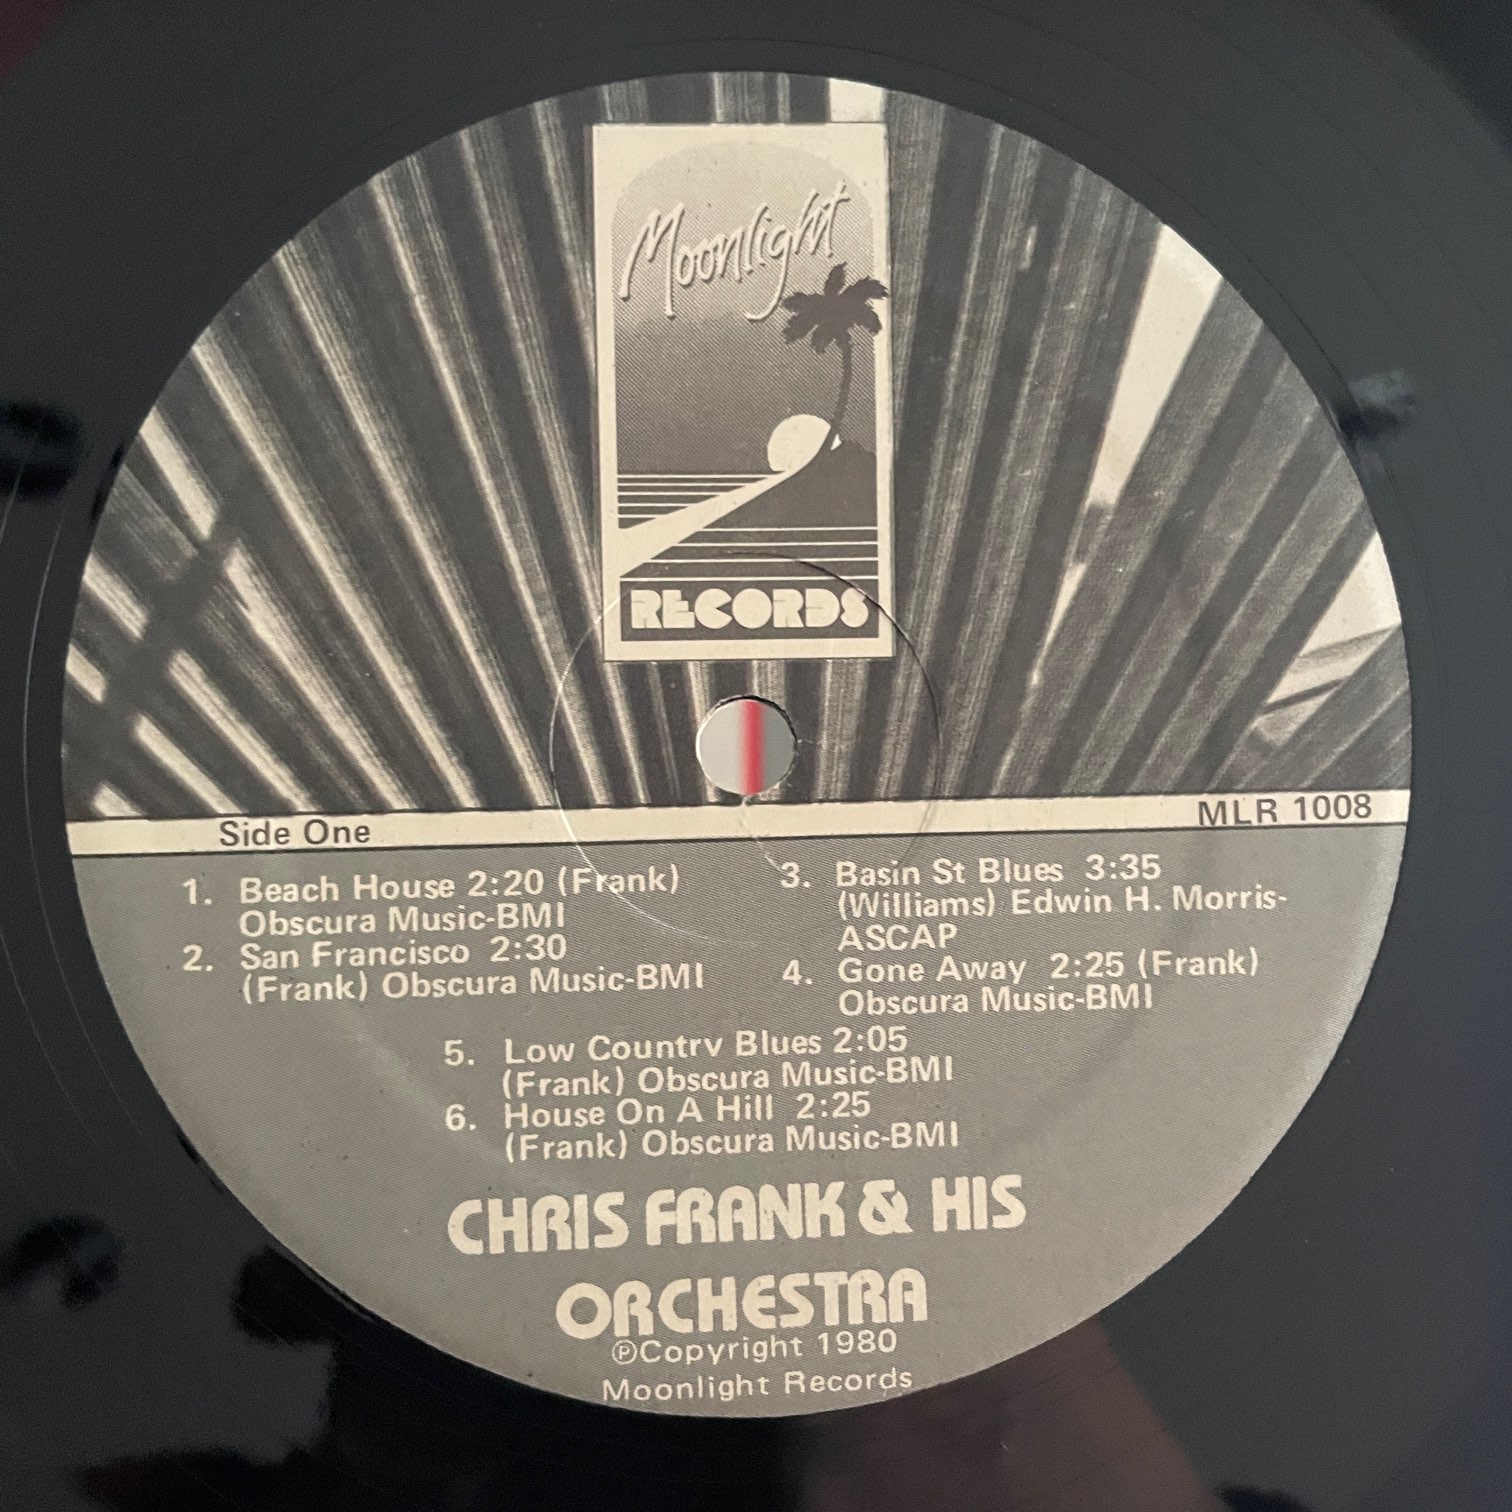 Moonlight
RECORDS
Side One
MLR 1008
1. Beach House 2:20 (Frank)
Obscura Music-BMI
2. San Francisco 2:30
(Frank) Obscura Music-BMI
3. Basin St Blues 3:35
(Williams) Edwin H. Morris-
ASCAP
4. Gone Away 2:25 (Frank)
Obscura Music-BMI
5. Low Country Blues 2:05
(Frank) Obscura Music-BMI
6. House On A Hill 2:25
(Frank) Obscura Music-BMI
CHRIS FRANK & HIS
ORCHESTRA
℗Copyright 1980
Moonlight Records